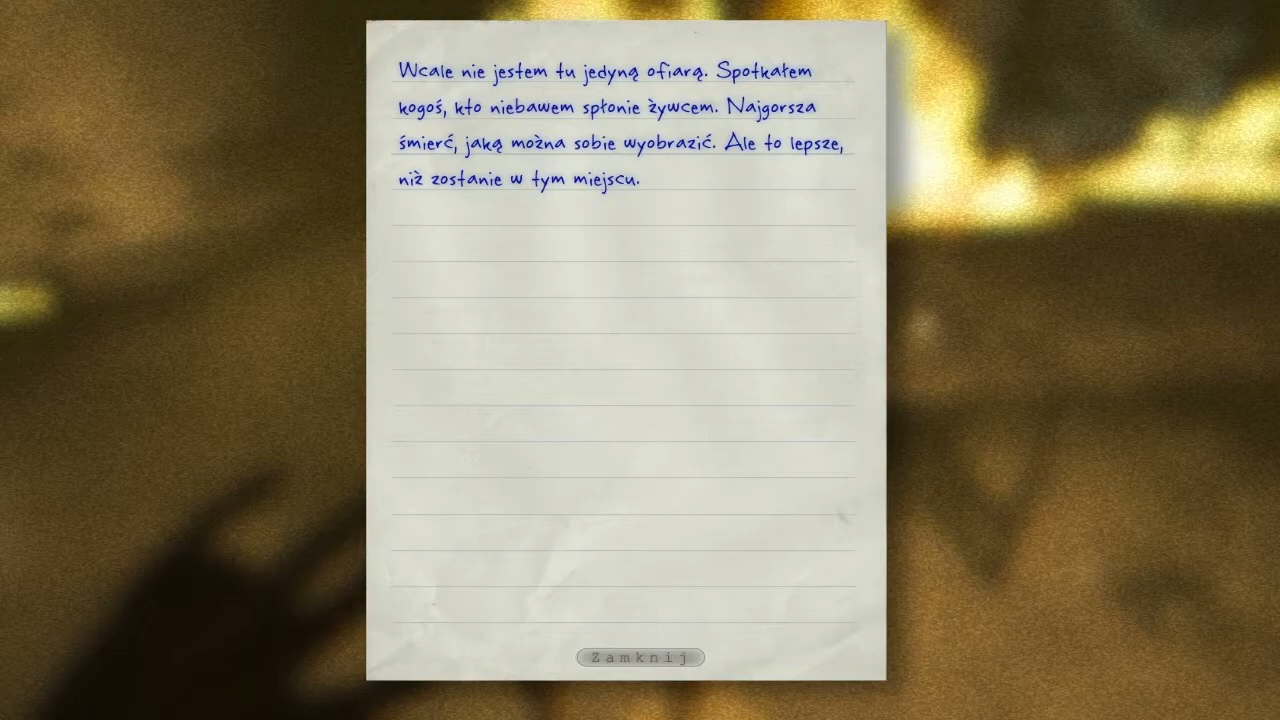 Wcale nie jestem tu jedyną ofiarą. Spotkałem
kogoś, kto niebawem spłonie żywcem. Najgorsza
śmierć, jaką można sobie wyobrazić. Ale to lepsze,
niż zostanie w tym miejscu.
Zamknij